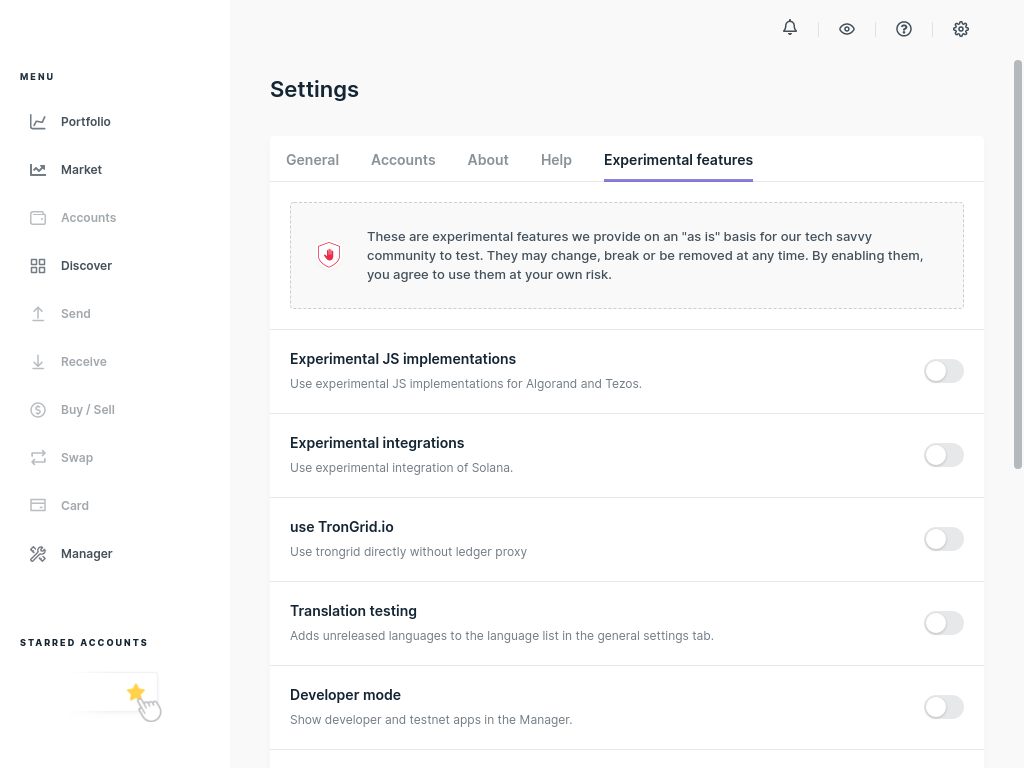 MENU
Portfolio
Market
Accounts
Discover
Send
Receive
Buy / Sell
Swap
Card
Manager
STARRED ACCOUNTS
Settings
General
Accounts
About
Help
Experimental features
These are experimental features we provide on an "as is" basis for our tech savvy
community to test. They may change, break or be removed at any time. By enabling them,
you agree to use them at your own risk.
Experimental JS implementations
Use experimental JS implementations for Algorand and Tezos.
Experimental integrations
Use experimental integration of Solana.
use TronGrid.io
Use trongrid directly without ledger proxy
Translation testing
Adds unreleased languages to the language list in the general settings tab.
Developer mode
Show developer and testnet apps in the Manager.